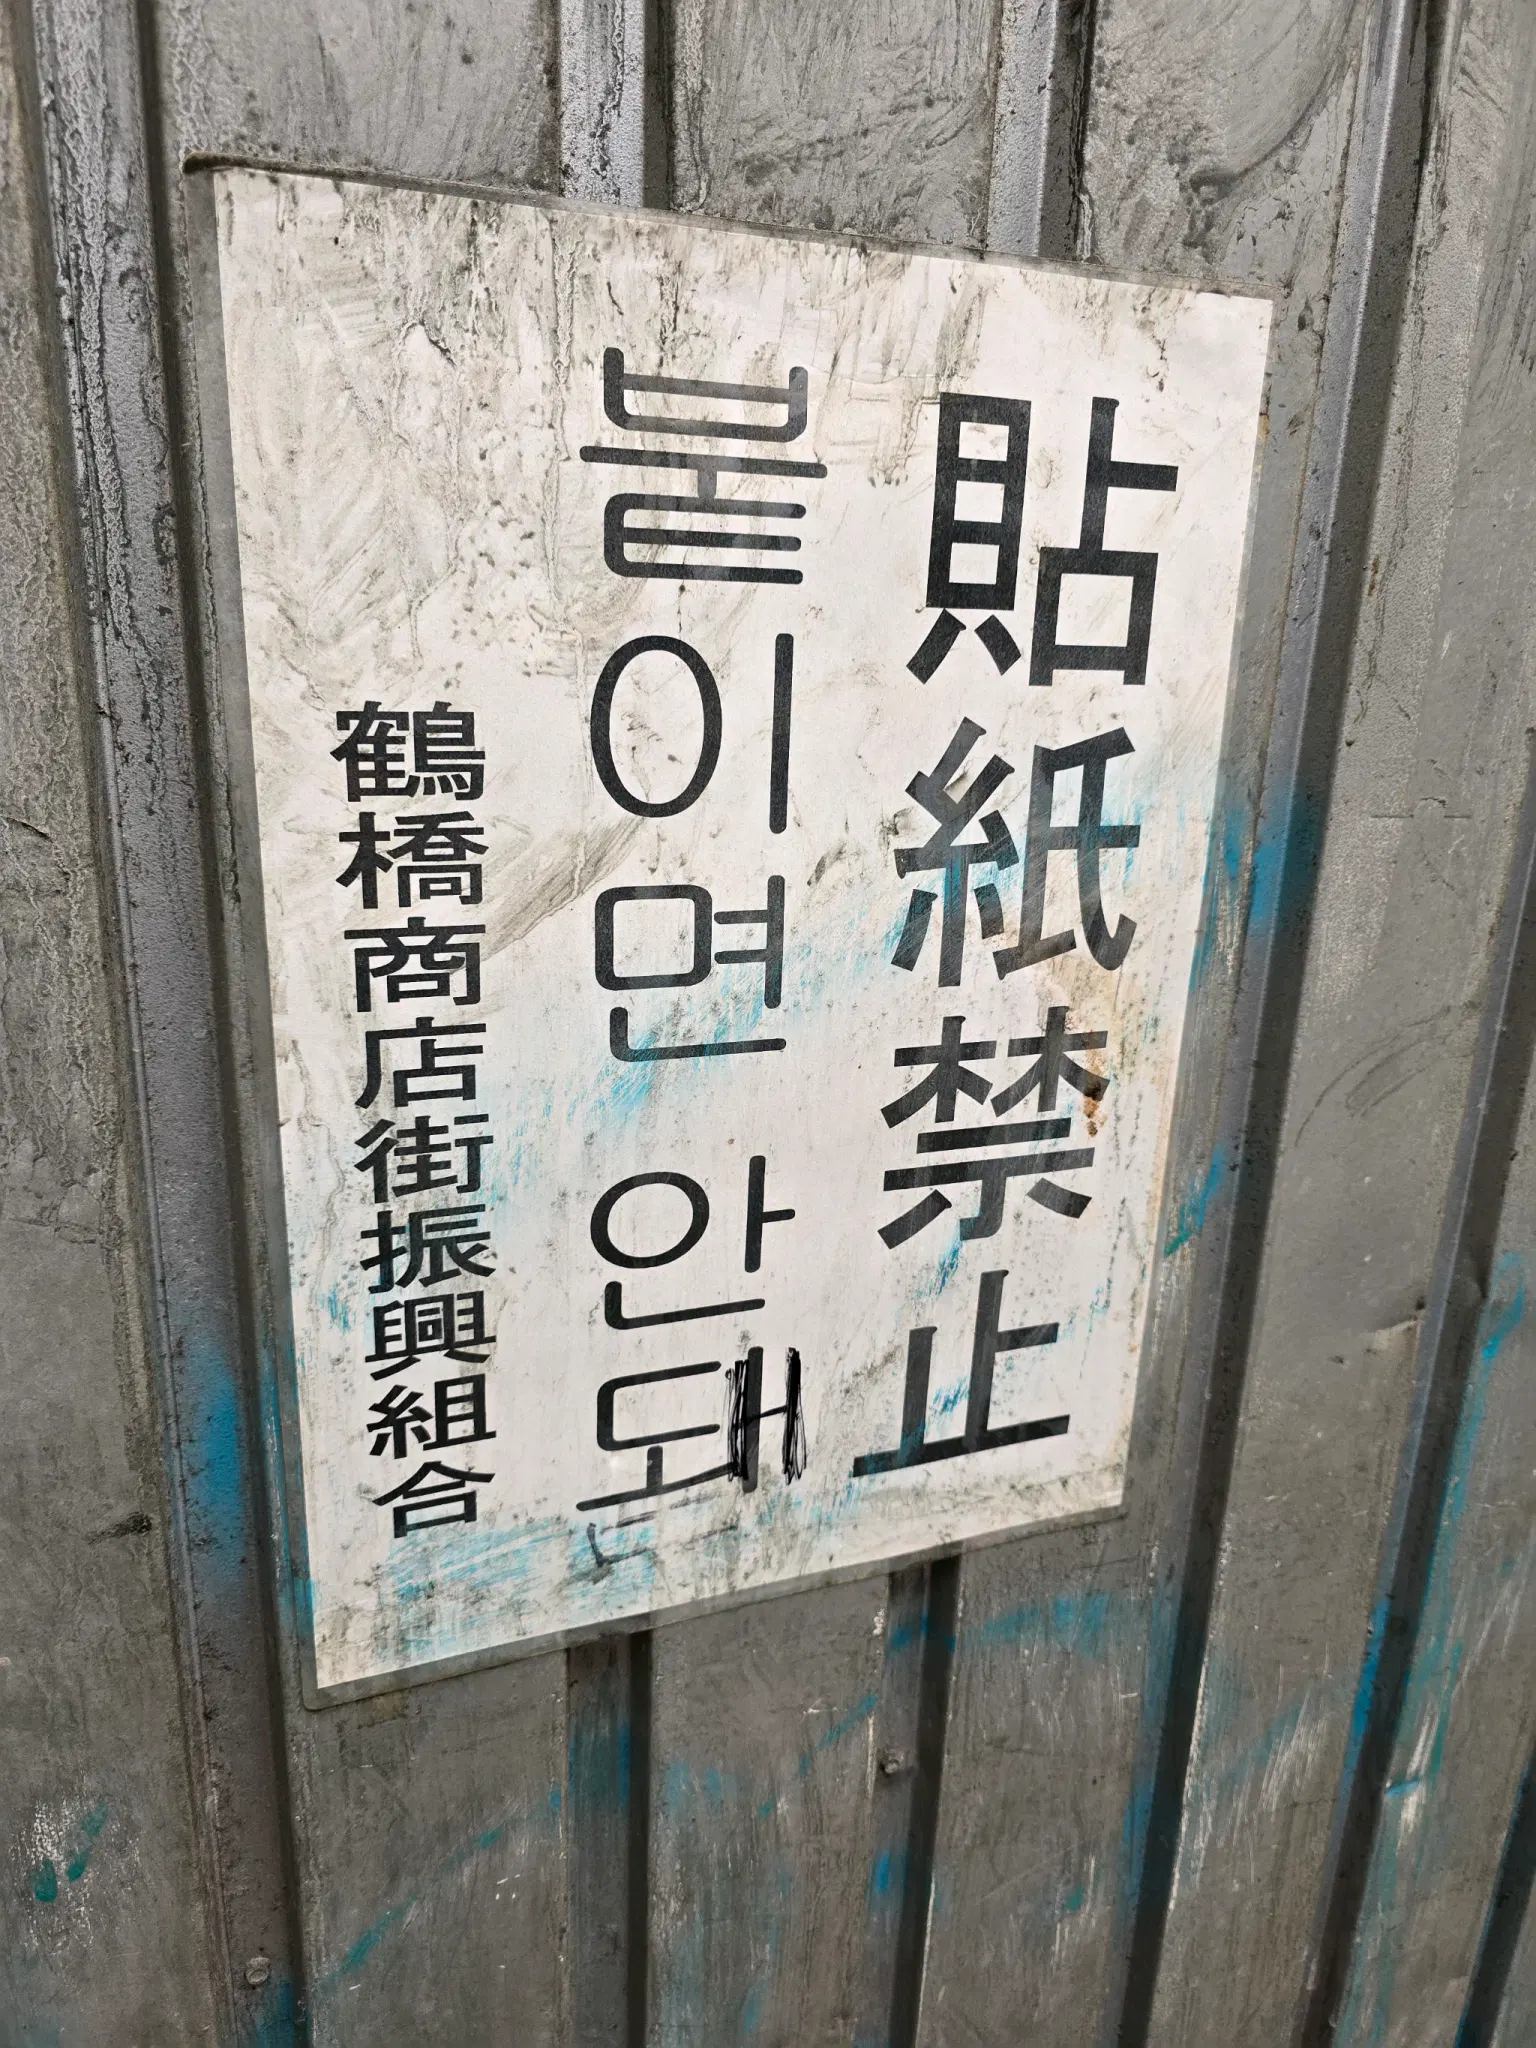 貼紙禁止
붙이면 안돼
鶴橋商店街振興組合